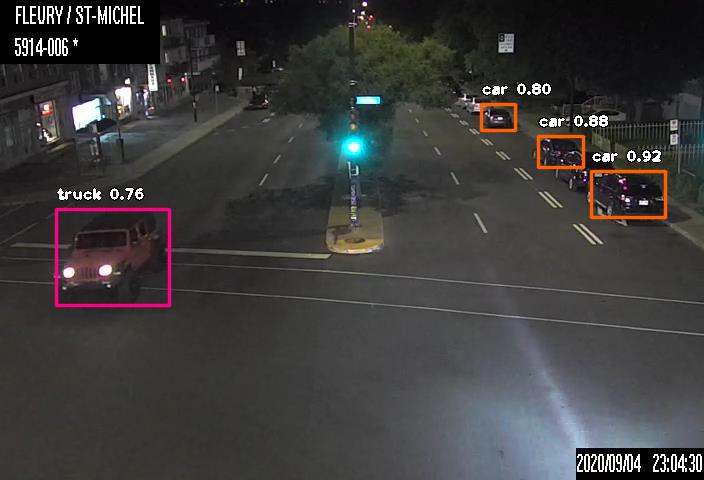 FLEURY / ST-MICHEL
5914-006 *
car 0.80
car 0.88
car 0.92
truck 0.76
2020/09/04 23:04:30